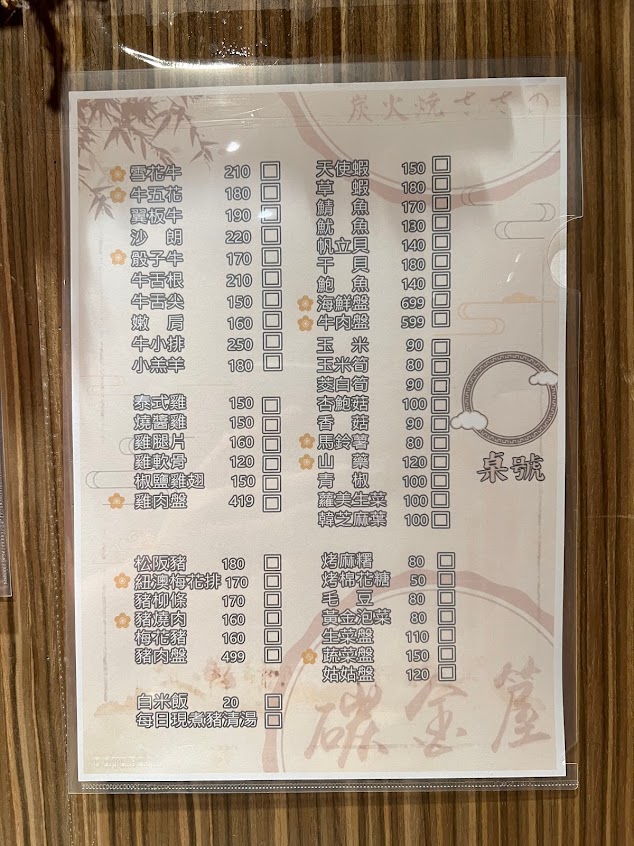 炭火燒ささの
雪花牛 210
牛五花 180
翼板牛 190
沙 朗 220
骰子牛 170
牛舌根 210
牛舌尖 150
嫩 肩 160
牛小排 250
小羔羊 180
泰式雞 150
燒醬雞 150
雞腿片 160
雞軟骨 120
椒鹽雞翅 150
雞肉盤 419
松阪豬 180
紐澳梅花排 170
豬柳條 170
豬燒肉 160
梅花豬 160
豬肉盤 499
白米飯 20
每日現煮豬清湯
天使蝦 150
草 蝦 180
鯖 魚 170
魷 魚 130
帆立貝 140
干 貝 180
鮑 魚 140
海鮮盤 699
牛肉盤 599
玉 米 90
玉米筍 80
茭白筍 90
杏鮑菇 100
香 菇 90
馬鈴薯 80
山 藥 120
青 椒 100
蘿美生菜 100
韓芝麻葉 100
烤麻糬 80
烤棉花糖 50
毛 豆 80
黃金泡菜 80
生菜盤 110
蔬菜盤 150
姑姑盤 120
桌號
碳金篁